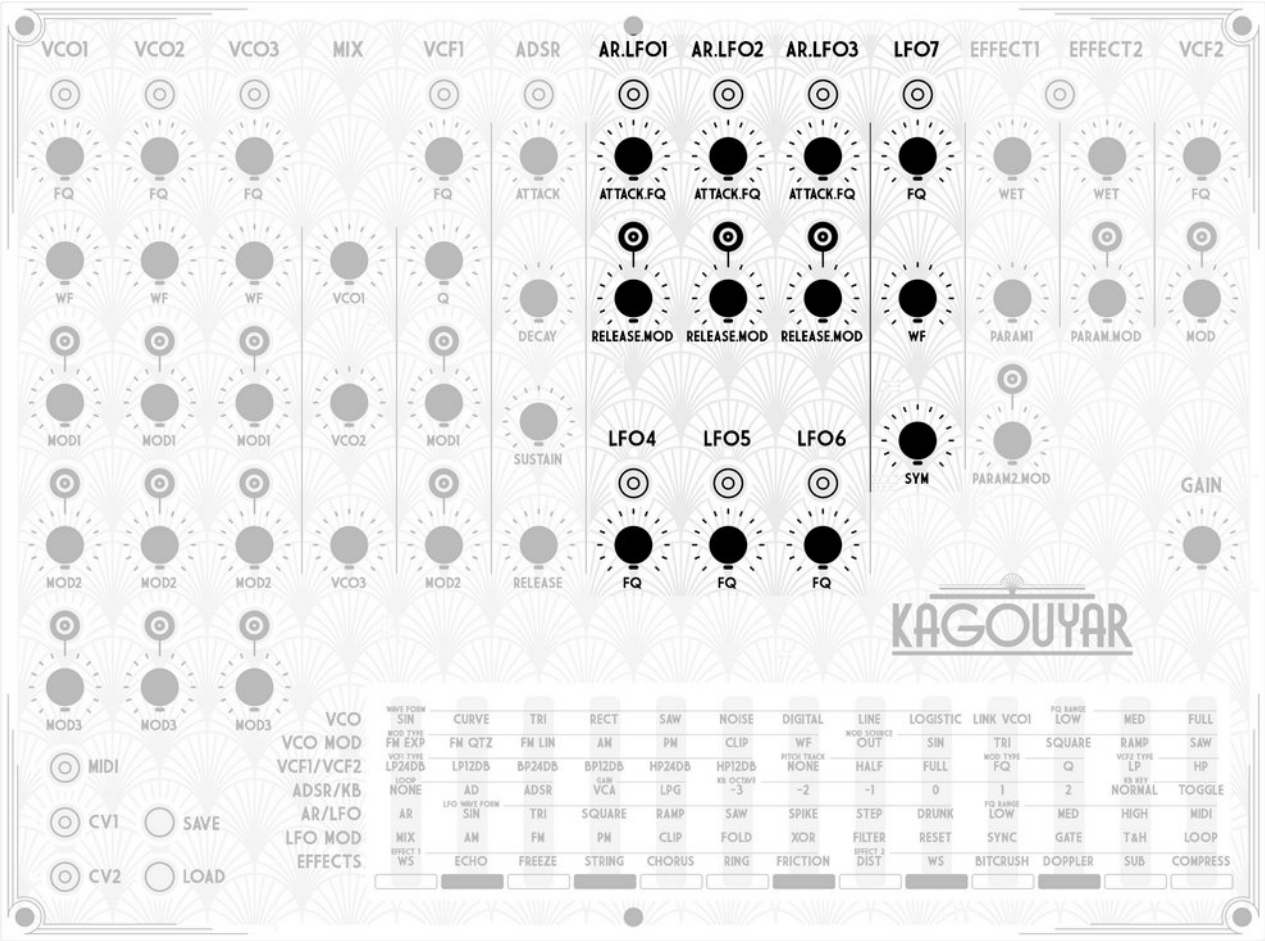 VCO1 VCO2 VCO3 MIX VCF1 ADSR AR.LFO1 AR.LFO2 AR.LFO3 LFO7 EFFECT1 EFFECT2 VCF2
FQ FQ FQ FQ ATTACK ATTACK.FQ ATTACK.FQ ATTACK.FQ FQ WET WET FQ
WF WF WF VCO1 Q
DECAY RELEASE.MOD RELEASE.MOD RELEASE.MOD WF PARAM1 PARAM.MOD MOD
MOD1 MOD1 MOD1 VCO2 MOD1 LFO4 LFO5 LFO6
SUSTAIN SYM PARAM2.MOD
GAIN
MOD2 MOD2 MOD2 VCO3 MOD2 RELEASE FQ FQ FQ
KAGOUYAR
MOD3 MOD3 MOD3
WAVE FORM FQ RANGE
VCO SIN CURVE TRI RECT SAW NOISE DIGITAL LINE LOGISTIC LINK VCO1 LOW MED FULL
MOD TYPE MOD SOURCE
VCO MOD FM EXP FM QTZ FM LIN AM PM CLIP WF OUT SIN TRI SQUARE RAMP SAW
VCF1 TYPE PITCH TRACK MOD TYPE VCF2 TYPE
MIDI VCF1/VCF2 LP24DB LP12DB BP24DB BP12DB HP24DB HP12DB NONE HALF FULL FQ Q LP HP
LOOP GAIN KB OCTAVE KB KEY
ADSR/KB NONE AD ADSR VCA LPG -3 -2 -1 0 1 2 NORMAL TOGGLE
LFO WAVE FORM FQ RANGE
CV1 SAVE AR/LFO AR SIN TRI SQUARE RAMP SAW SPIKE STEP DRUNK LOW MED HIGH MIDI
LFO MOD MIX AM FM PM CLIP FOLD XOR FILTER RESET SYNC GATE T&H LOOP
EFFECT 1 EFFECT 2
EFFECTS WS ECHO FREEZE STRING CHORUS RING FRICTION DIST WS BITCRUSH DOPPLER SUB COMPRESS
CV2 LOAD